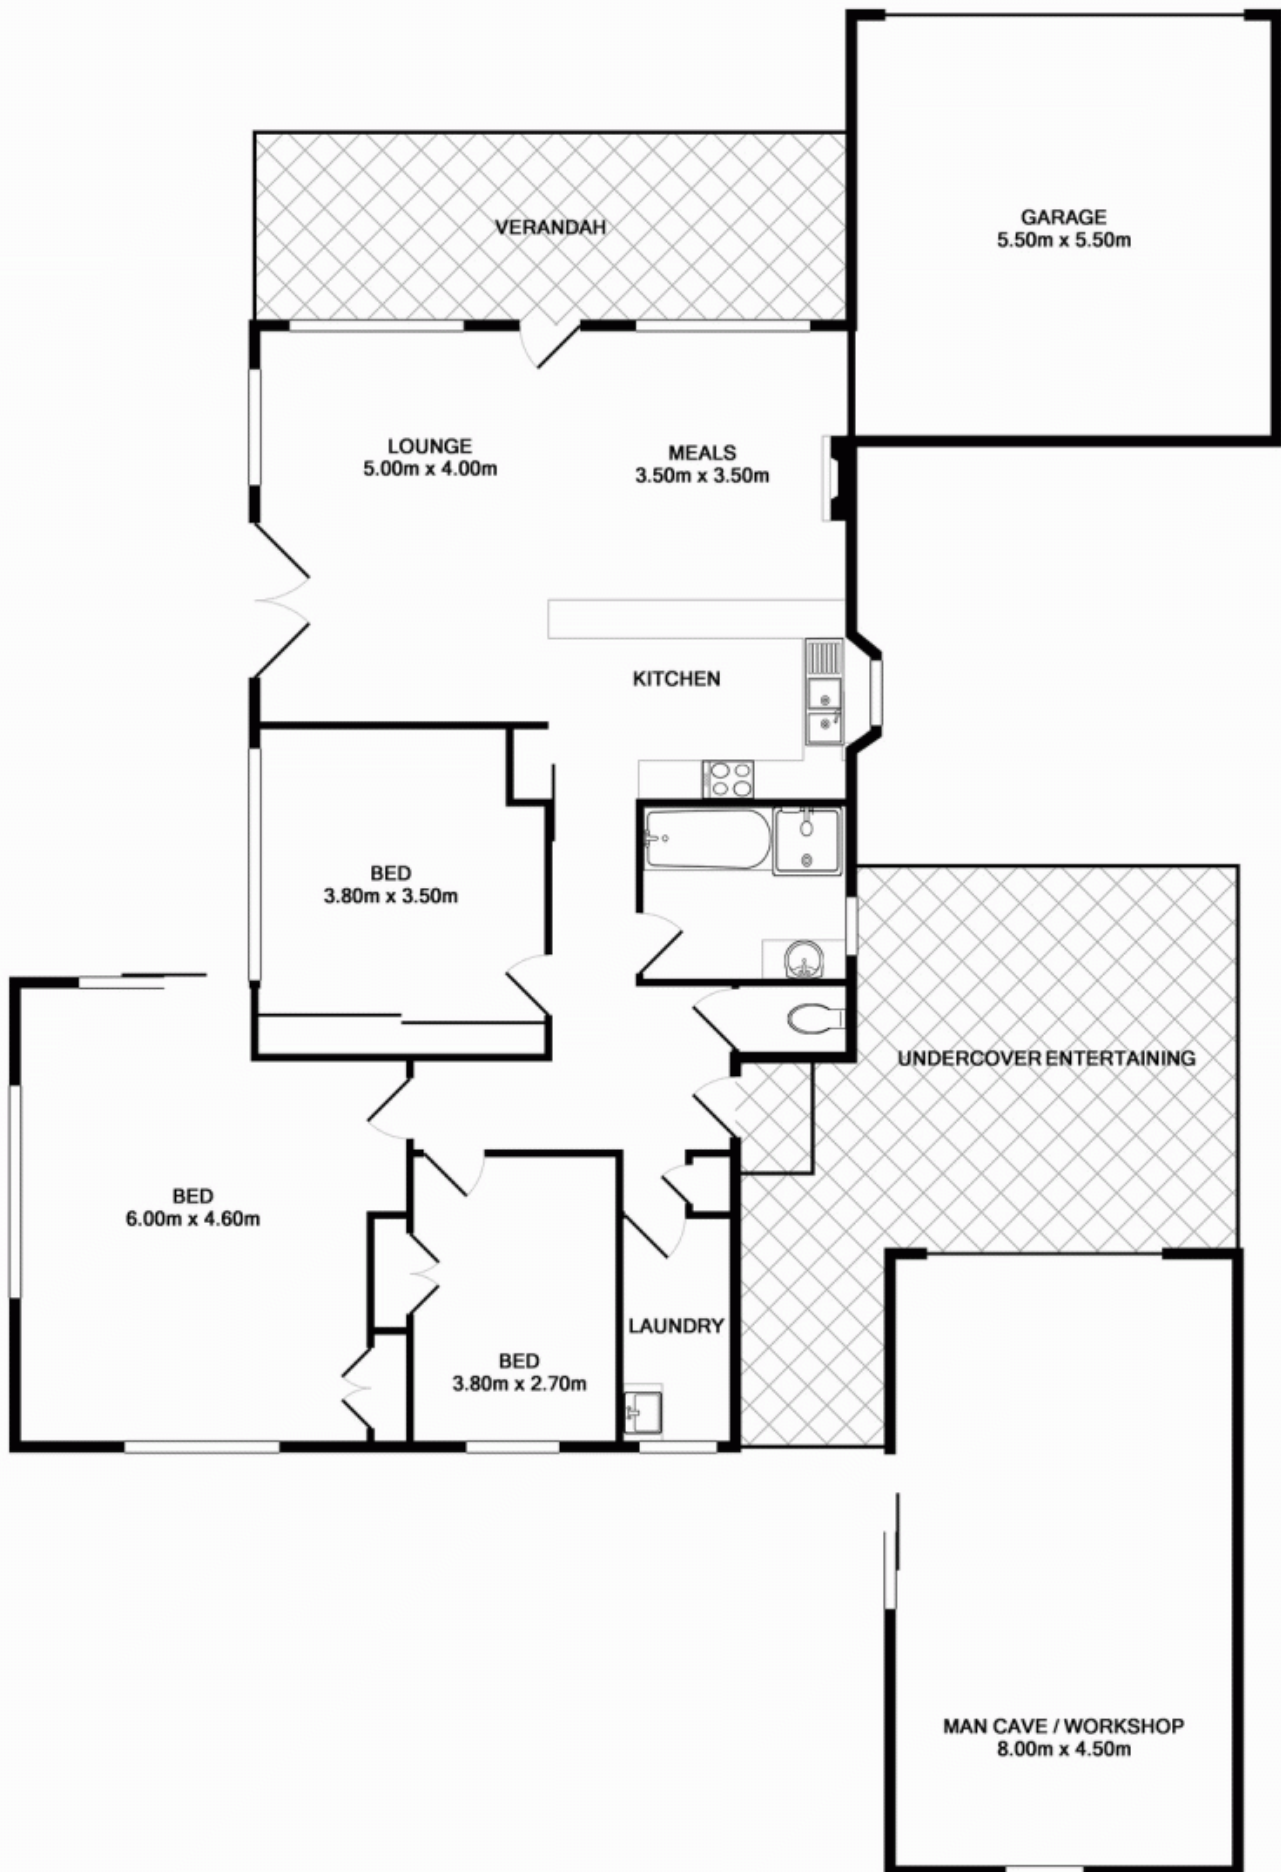 GARAGE
5.50m x 5.50m
VERANDAH
LOUNGE
5.00m x 4.00m
MEALS
3.50m x 3.50m
KITCHEN
BED
3.80m x 3.50m
UNDERCOVER ENTERTAINING
BED
6.00m x 4.60m
LAUNDRY
BED
3.80m x 2.70m
MAN CAVE / WORKSHOP
8.00m x 4.50m